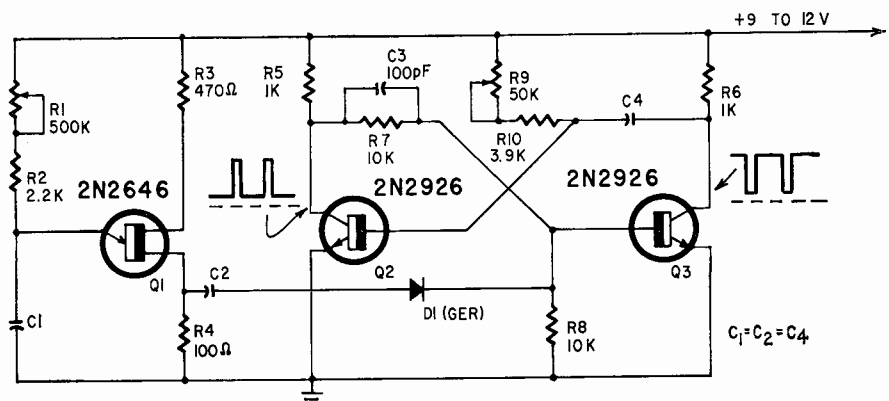 +9 TO 12 V
R1
500K
R2
2.2K
C1
2N2646
Q1
R3
470Ω
R4
100Ω
C2
R5
1K
C3
100pF
R7
10K
2N2926
Q2
D1 (GER)
R9
50K
R10
3.9K
C4
R6
1K
2N2926
Q3
R8
10K
C1=C2=C4